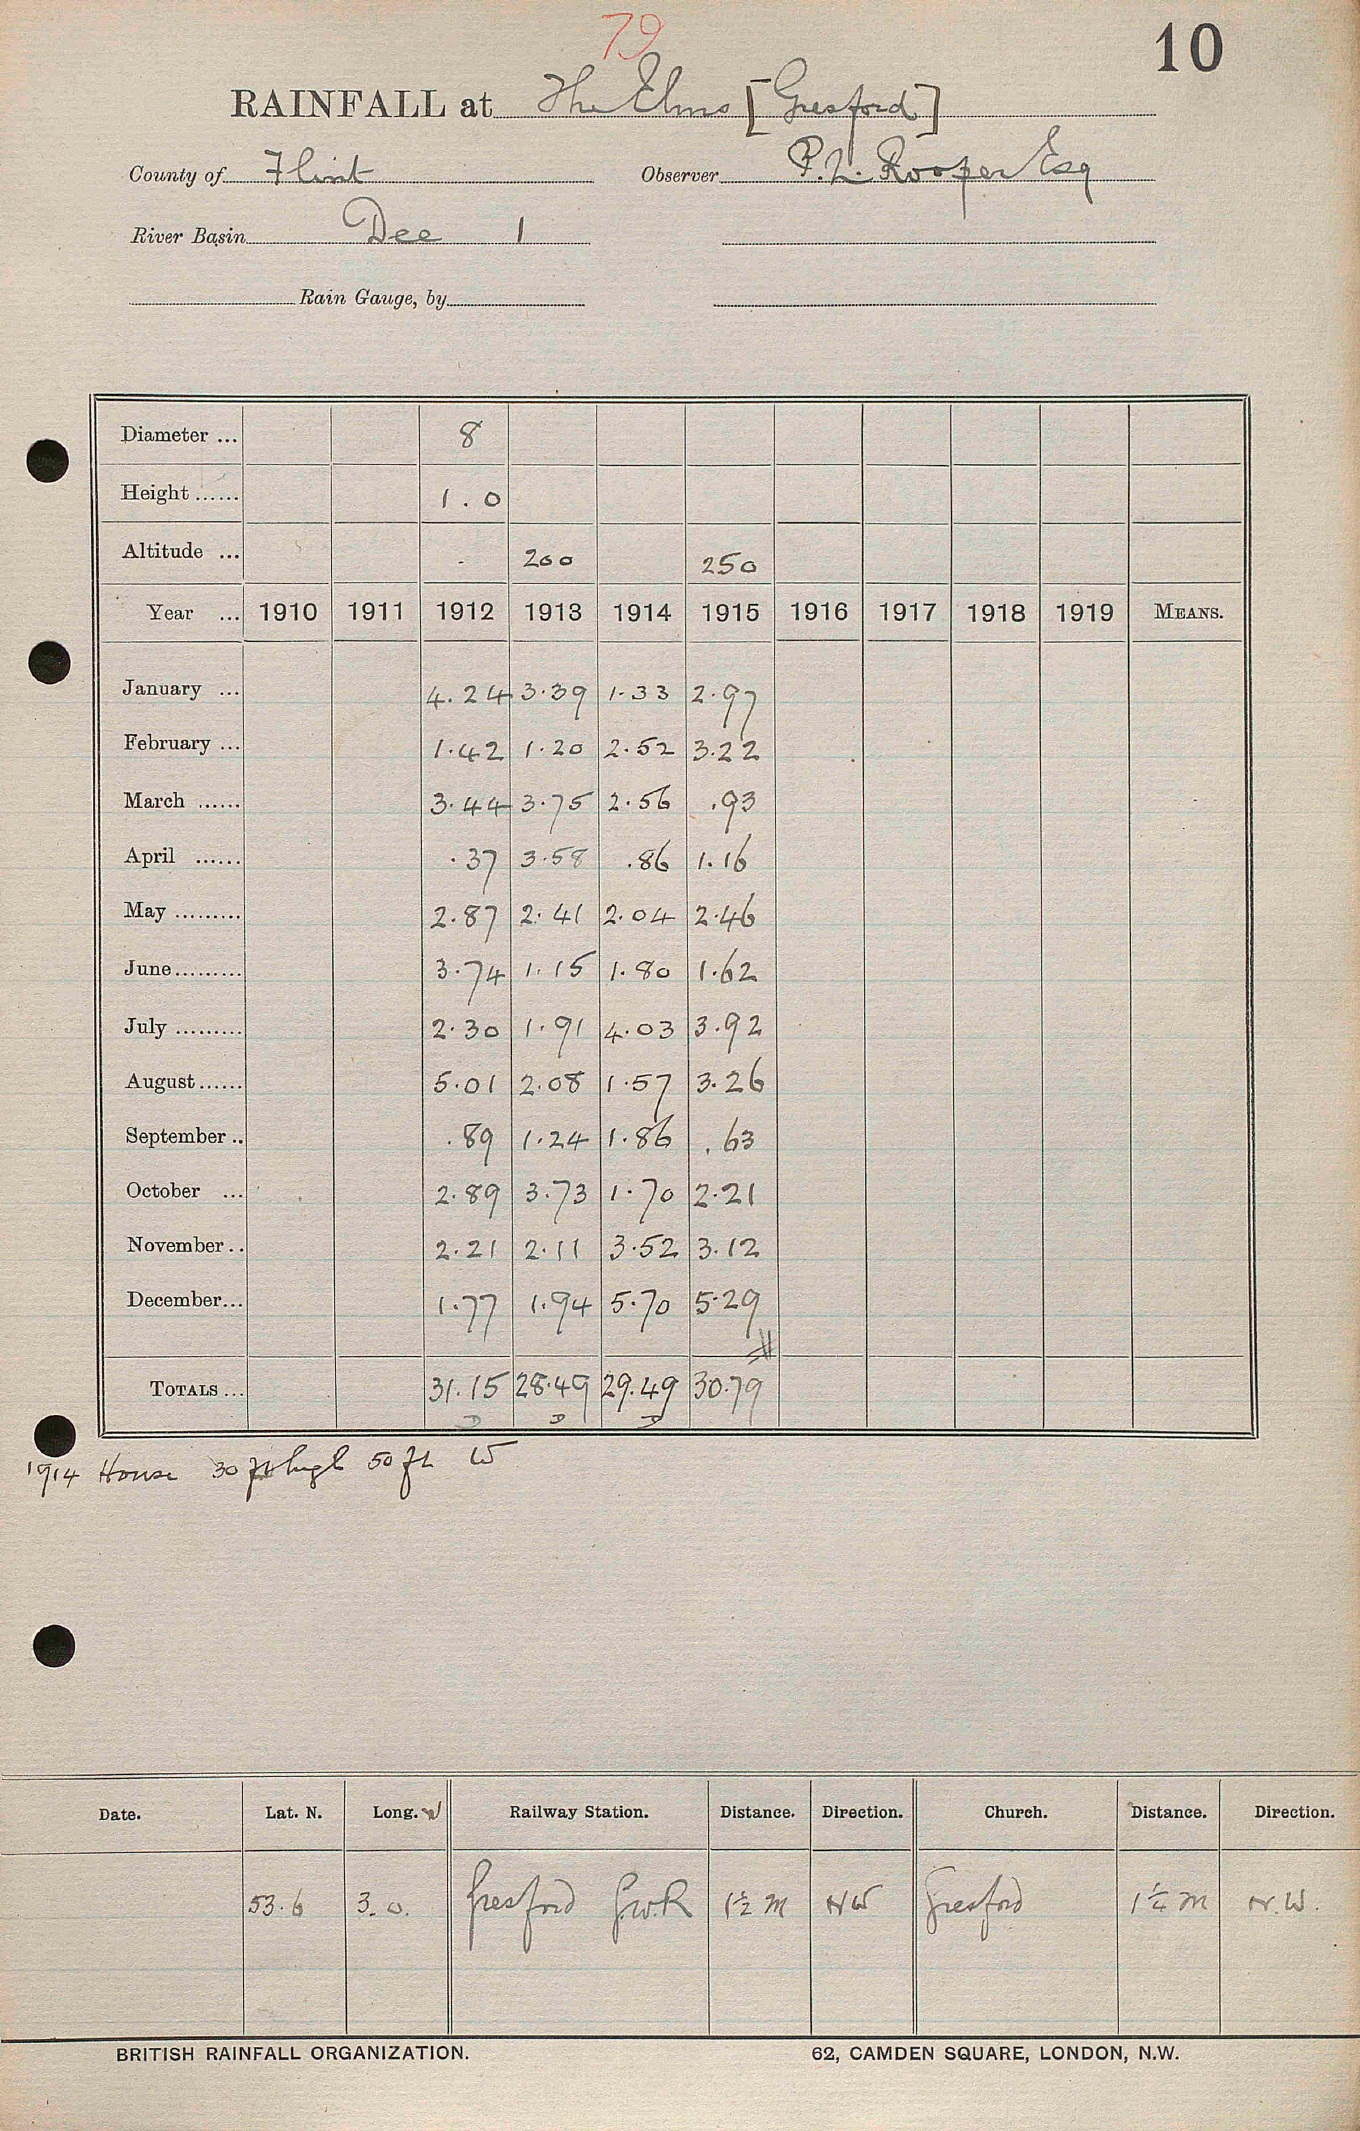 79
10
RAINFALL at The Elms [Gresford]
County of Flint Observer P. L. Rooper Esq
River Basin Dee 1
Rain Gauge, by
Diameter ... 8
Height ...... 1.0
Altitude ... 200 250
Year ... 1910 1911 1912 1913 1914 1915 1916 1917 1918 1919 MEANS.
January ... 4.24 3.39 1.33 2.97
February ... 1.42 1.20 2.52 3.22
March ...... 3.44 3.75 2.56 .93
April ...... .37 3.58 .86 1.16
May ......... 2.87 2.41 2.04 2.46
June ......... 3.74 1.15 1.80 1.62
July ......... 2.30 1.91 4.03 3.92
August ...... 5.01 2.08 1.57 3.26
September .. .89 1.24 1.86 .63
October ... 2.89 3.73 1.70 2.21
November .. 2.21 2.11 3.52 3.12
December ... 1.77 1.94 5.70 5.29
TOTALS ... 31.15 28.49 29.49 30.79
D D D
1914 House 30 ft high 50 ft W
Date. Lat. N. Long. W Railway Station. Distance. Direction. Church. Distance. Direction.
53.6 3.0. Gresford G.W.R 1½ M NW Gresford 1¼ M N.W.
BRITISH RAINFALL ORGANIZATION. 62, CAMDEN SQUARE, LONDON, N.W.